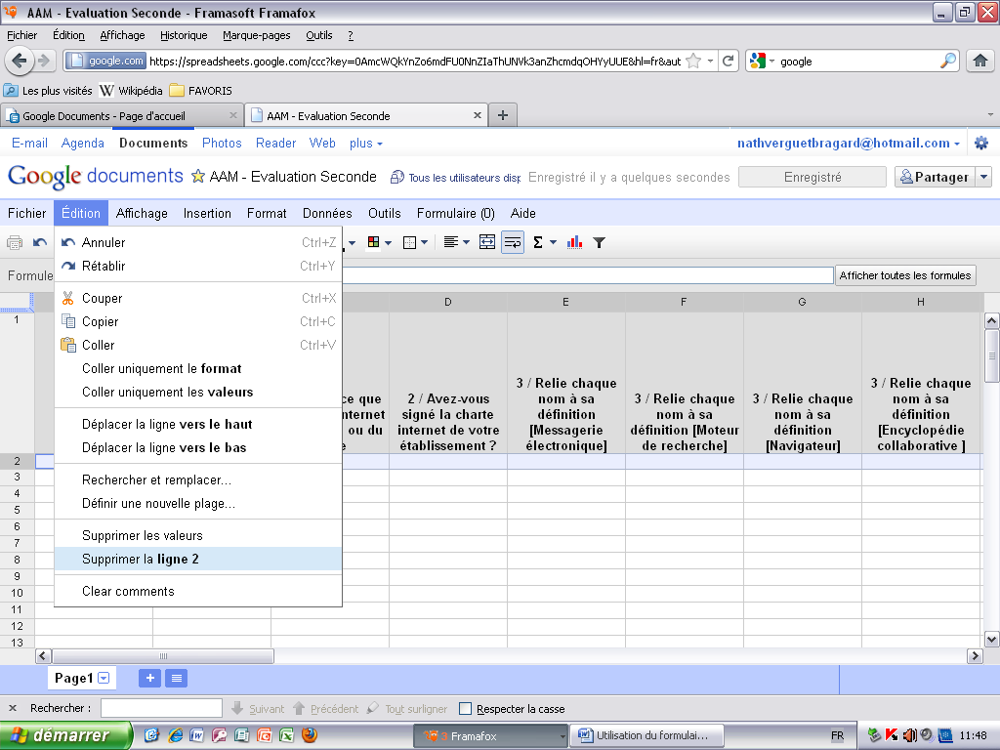 AAM - Evaluation Seconde - Framasoft Framafox
Fichier Édition Affichage Historique Marque-pages Outils ?
google.com https://spreadsheets.google.com/ccc?key=0AmcWQkYnZo6mdFU0NnZIaThUNVk3anZhcmdqOHYyUUE&hl=fr&aut google
Les plus visités Wikipédia FAVORIS
Google Documents - Page d'accueil AAM - Evaluation Seconde
E-mail Agenda Documents Photos Reader Web plus nathverguetbragard@hotmail.com
Google documents AAM - Evaluation Seconde Tous les utilisateurs disp Enregistré il y a quelques secondes Enregistré Partager
Fichier Édition Affichage Insertion Format Données Outils Formulaire (0) Aide
Annuler Ctrl+Z
Rétablir Ctrl+Y
Formule Afficher toutes les formules
Couper Ctrl+X
Copier Ctrl+C
Coller Ctrl+V
Coller uniquement le format
Coller uniquement les valeurs
Déplacer la ligne vers le haut
Déplacer la ligne vers le bas
Rechercher et remplacer...
Définir une nouvelle plage...
Supprimer les valeurs
Supprimer la ligne 2
Clear comments
D E F G H
1
ce que
nternet
ou du
e
2 / Avez-vous
signé la charte
internet de votre
établissement ?
3 / Relie chaque
nom à sa
définition
[Messagerie
électronique]
3 / Relie chaque
nom à sa
définition [Moteur
de recherche]
3 / Relie chaque
nom à sa
définition
[Navigateur]
3 / Relie chaque
nom à sa
définition
[Encyclopédie
collaborative ]
2
3
4
5
6
7
8
9
10
11
12
13
Page1
Rechercher : Suivant Précédent Tout surligner Respecter la casse
démarrer 3 Framafox Utilisation du formulai... FR 11:48